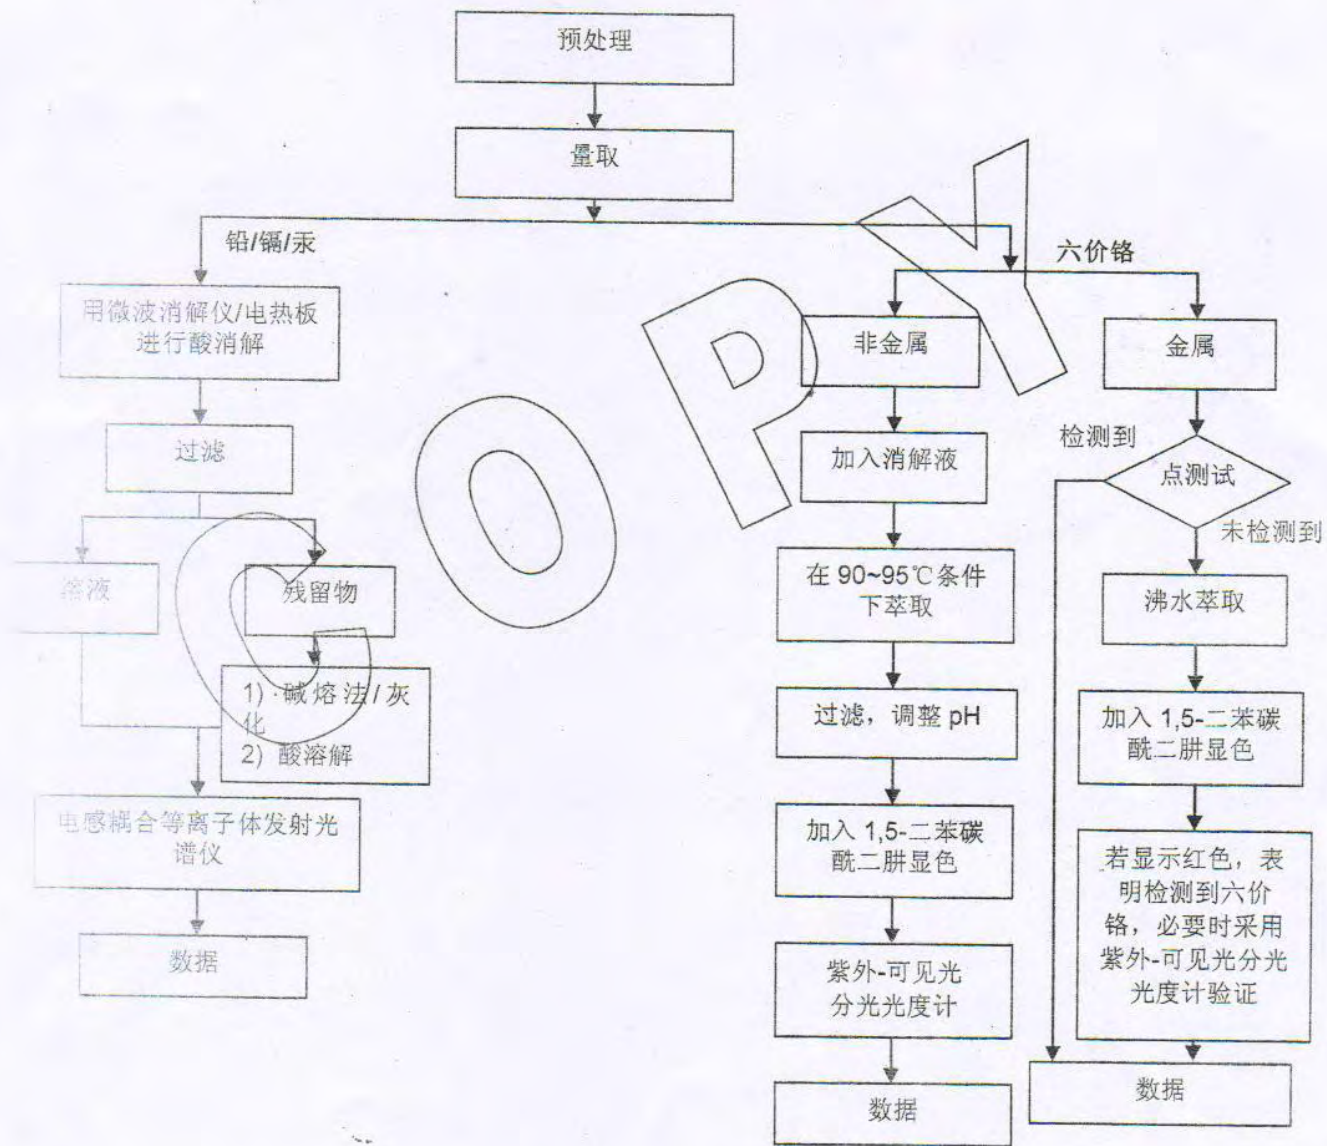 预处理
量取
铅/镉/汞
六价铬
用微波消解仪/电热板
进行酸消解
过滤
溶液
残留物
1) 碱熔法/灰
化
2) 酸溶解
电感耦合等离子体发射光
谱仪
数据
非金属
加入消解液
在 90~95℃条件
下萃取
过滤，调整 pH
加入 1,5-二苯碳
酰二肼显色
紫外-可见光
分光光度计
数据
金属
检测到
点测试
未检测到
沸水萃取
加入 1,5-二苯碳
酰二肼显色
若显示红色，表
明检测到六价
铬，必要时采用
紫外-可见光分光
光度计验证
数据
COPY